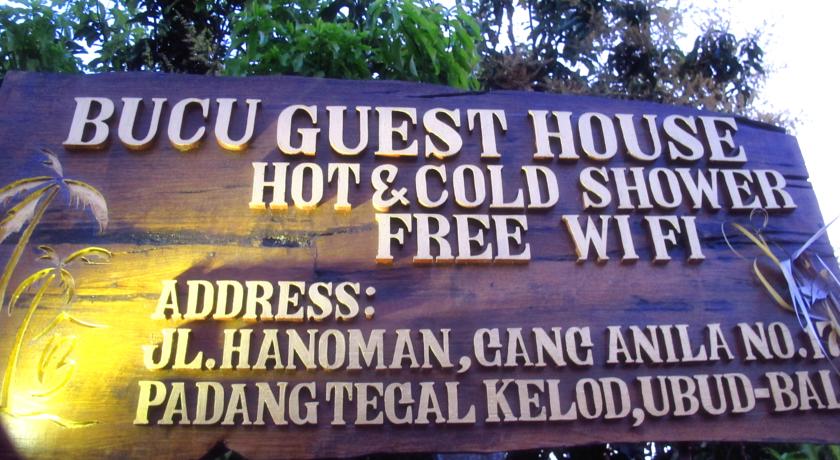 BUCU GUEST HOUSE
HOT & COLD SHOWER
FREE WIFI
ADDRESS:
JL. HANOMAN, GANG ANILA NO.
PADANG TEGAL KELOD, UBUD-BALI